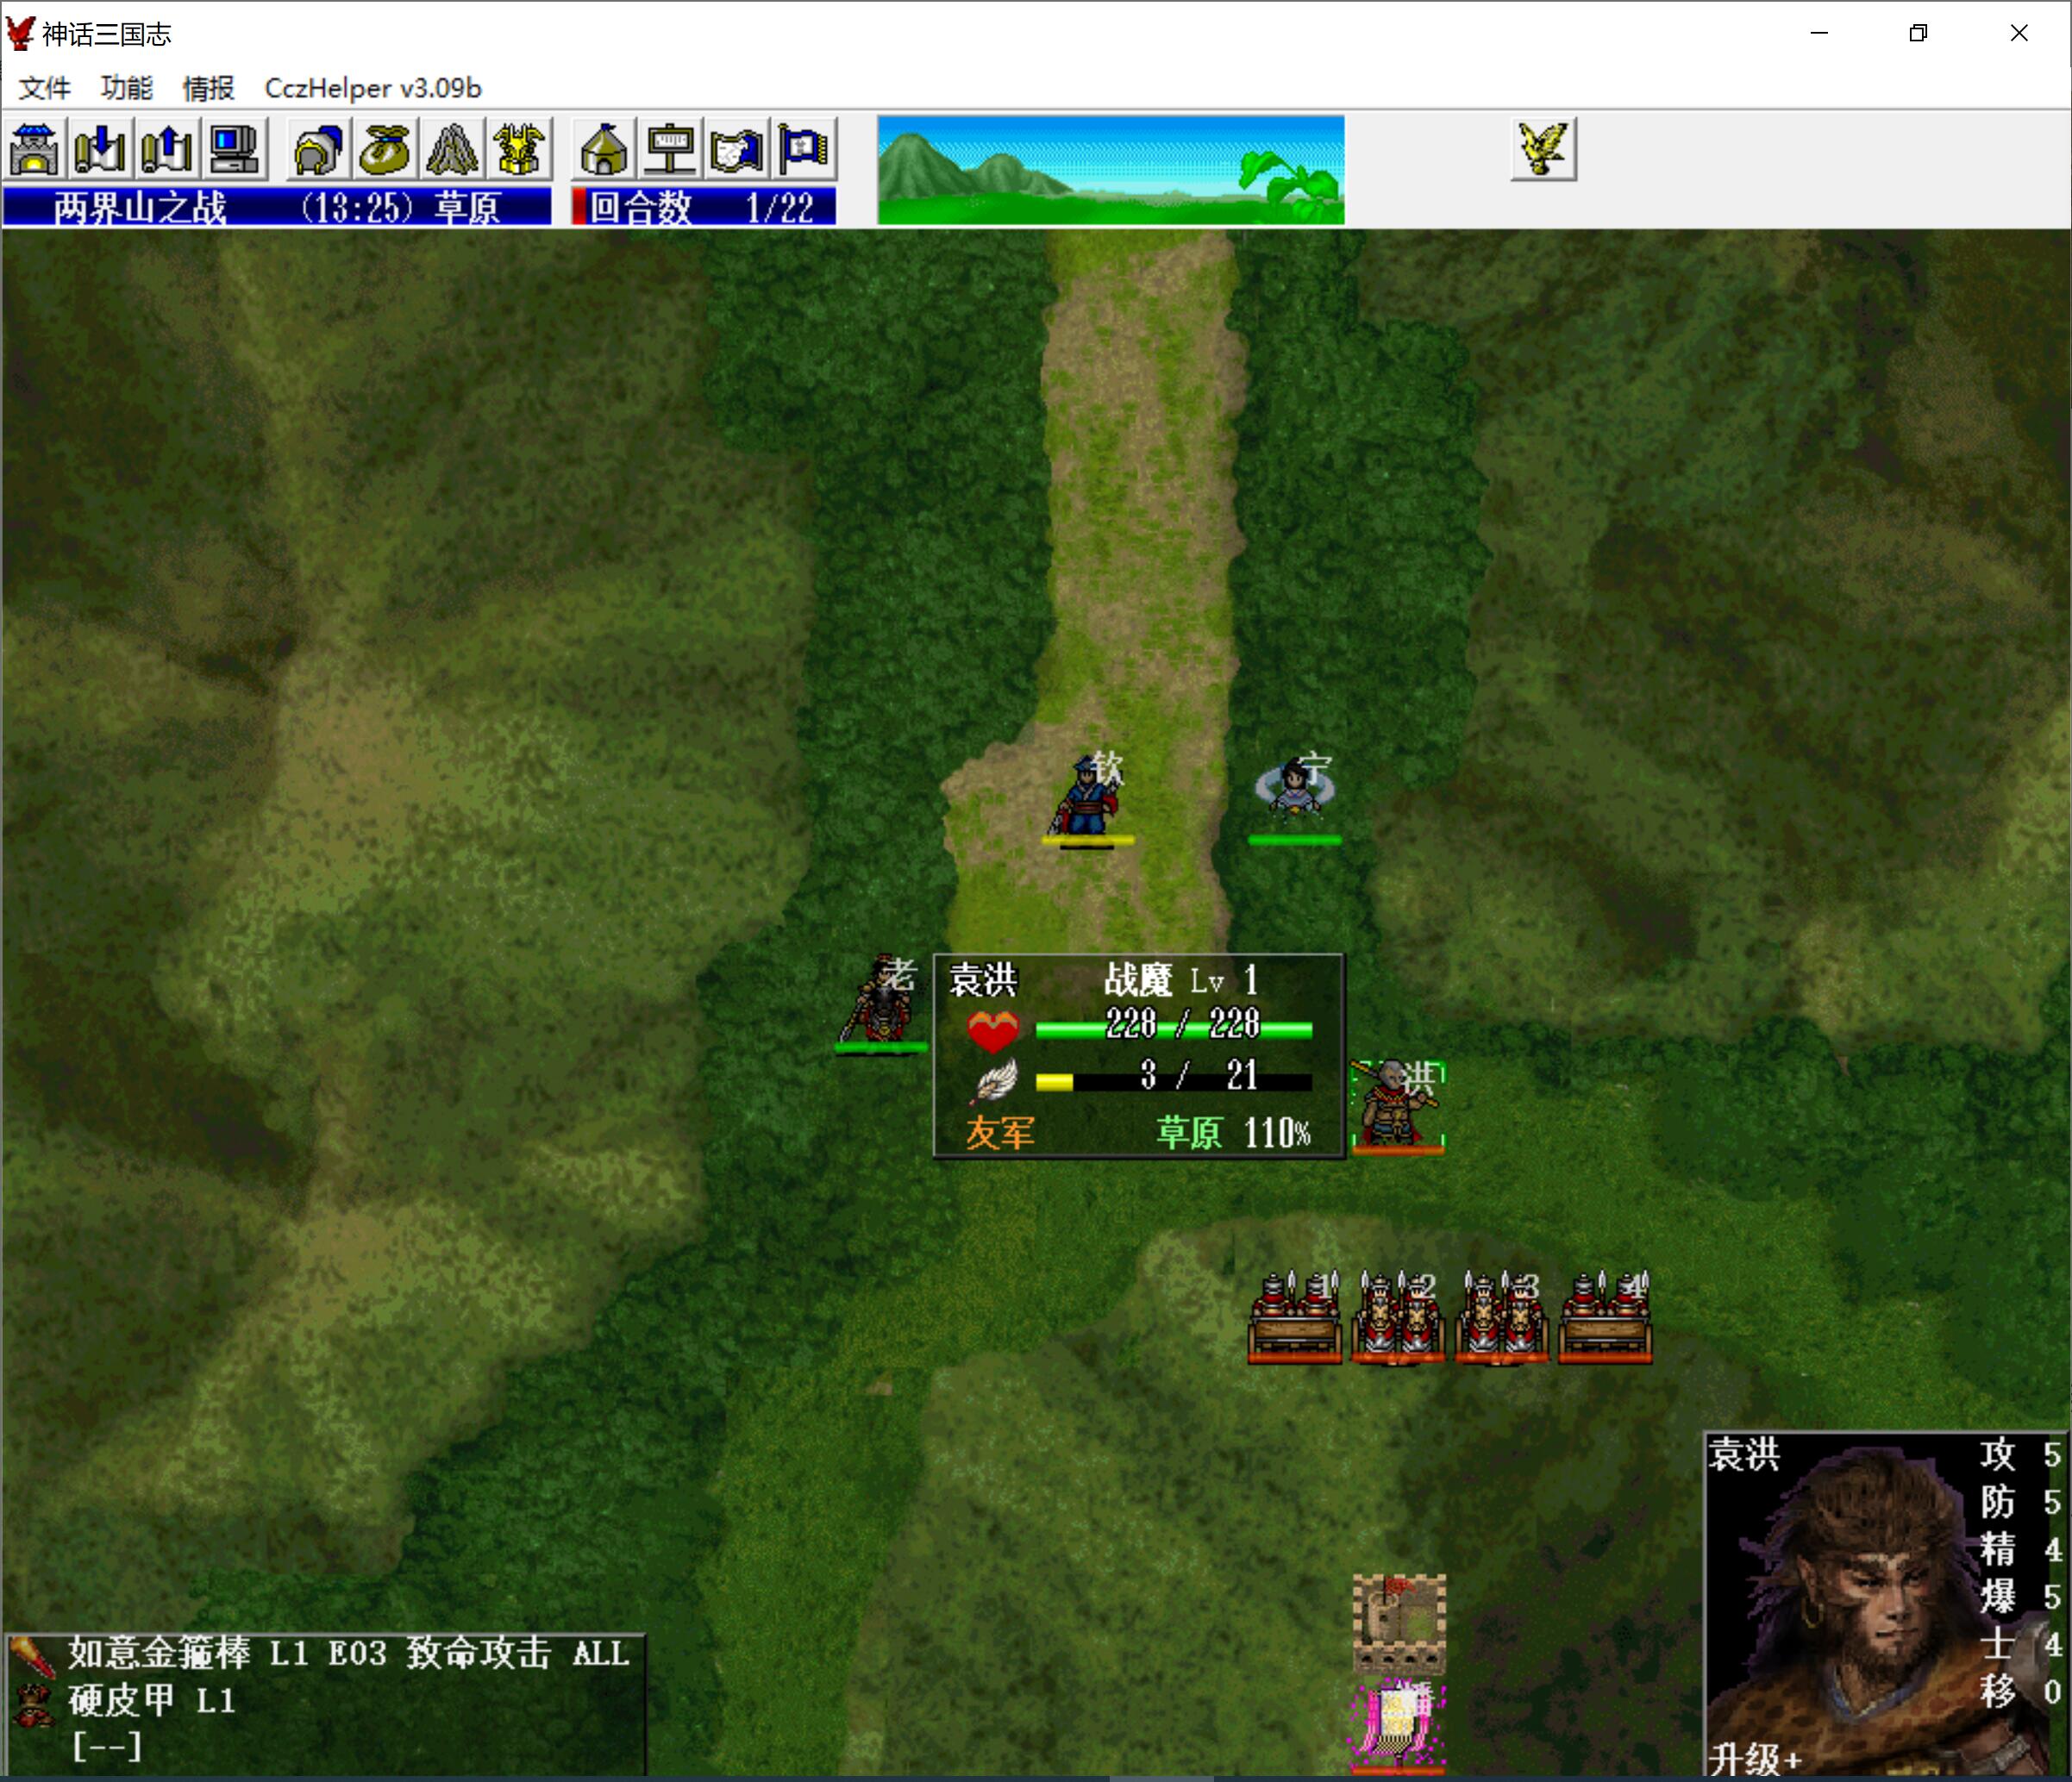 神话三国志
文件 功能 情报 CczHelper v3.09b
两界山之战 (13:25) 草原 回合数 1/22
钦 宁
老
袁洪 战魔 Lv 1
228 / 228
3 / 21
友军 草原 110%
洪
1 2 3 4
袁洪 攻 5
防 5
精 4
爆 5
士 4
移 0
升级+
如意金箍棒 L1 E03 致命攻击 ALL
硬皮甲 L1
[--]